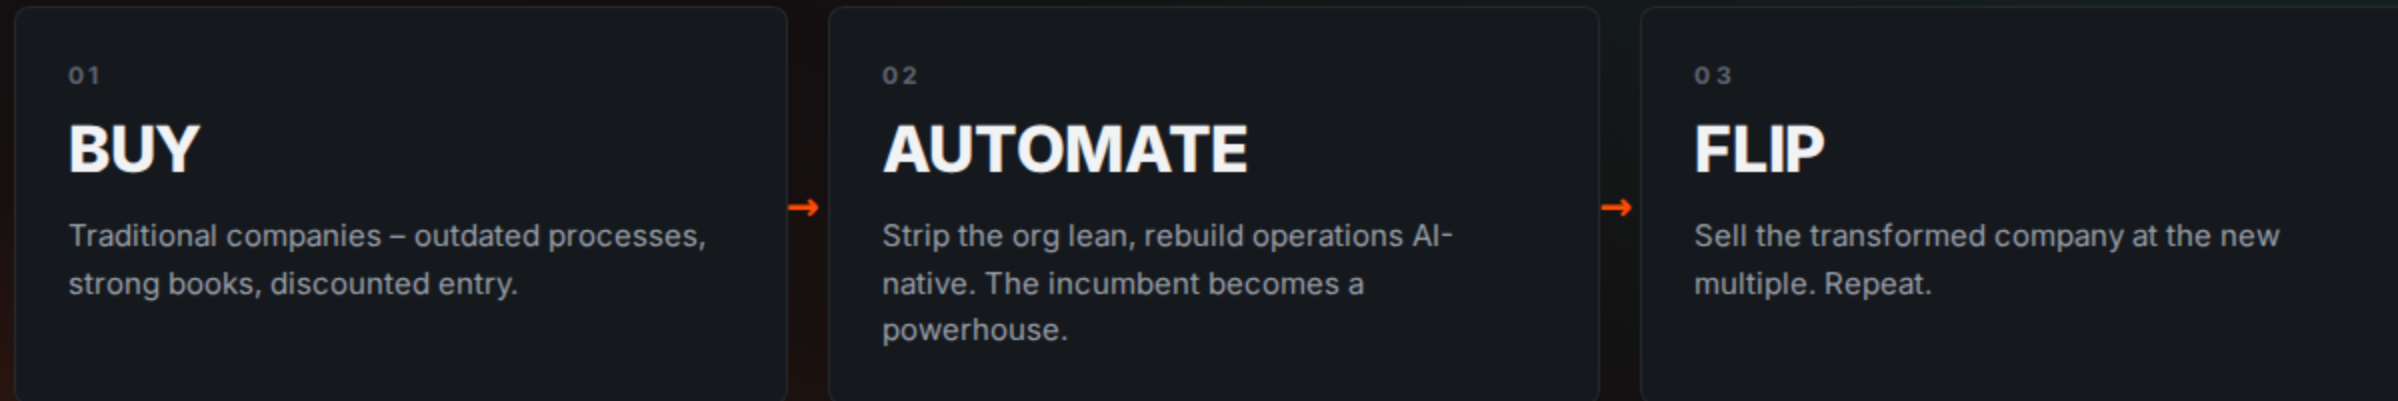 01
BUY
Traditional companies – outdated processes,
strong books, discounted entry.
→
02
AUTOMATE
Strip the org lean, rebuild operations AI-
native. The incumbent becomes a
powerhouse.
→
03
FLIP
Sell the transformed company at the new
multiple. Repeat.